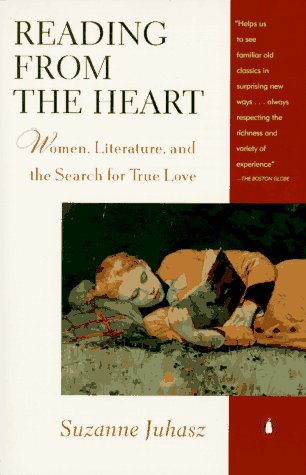 READING
FROM
THE HEART
Women, Literature, and
the Search for True Love
"Helps us
to see
familiar old
classics in
surprising new
ways . . . always
respecting the
richness and
variety of
experience"
—THE BOSTON GLOBE
Suzanne Juhasz